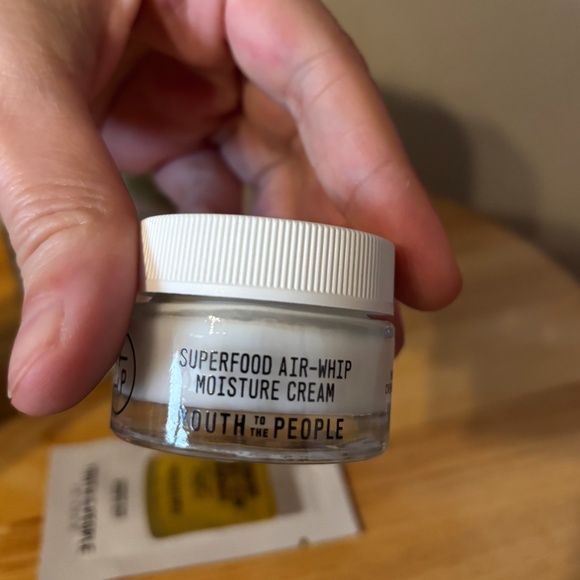 SUPERFOOD AIR-WHIP
MOISTURE CREAM
YOUTH TO THE PEOPLE